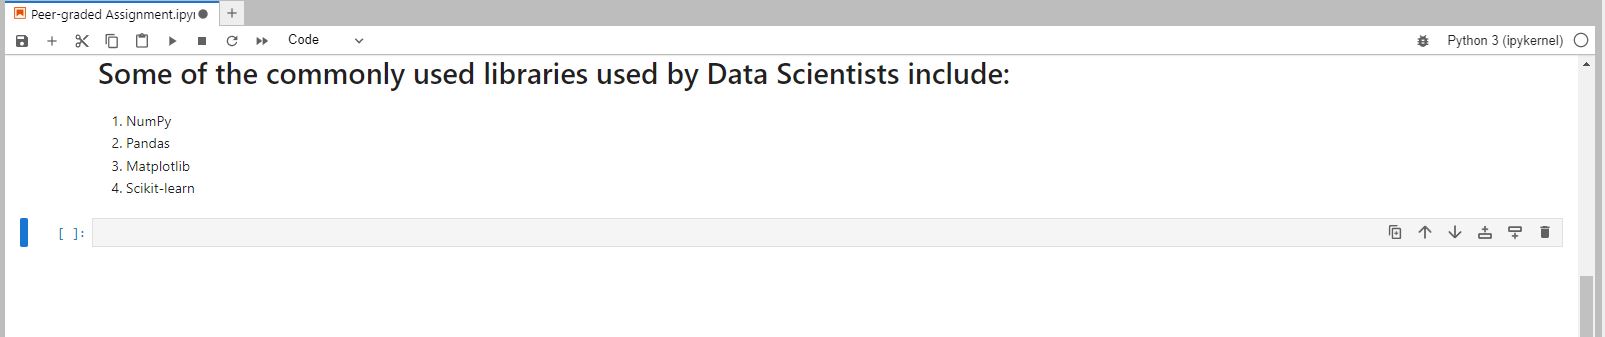 Peer-graded Assignment.ipyı
Code
Python 3 (ipykernel)
Some of the commonly used libraries used by Data Scientists include:
1. NumPy
2. Pandas
3. Matplotlib
4. Scikit-learn
[ ]: